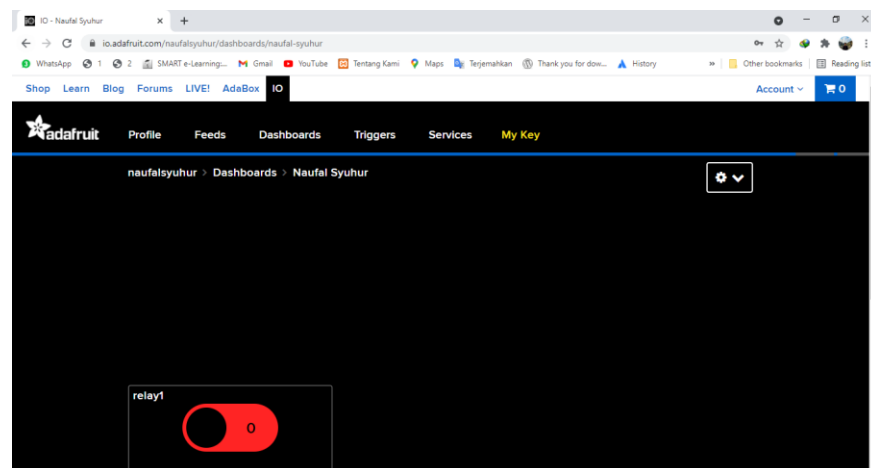 IO IO - Naufal Syuhur
io.adafruit.com/naufalsyuhur/dashboards/naufal-syuhur
WhatsApp 1 2 SMART e-Learning:... Gmail YouTube Tentang Kami Maps Terjemahkan Thank you for dow... History » Other bookmarks Reading list
Shop Learn Blog Forums LIVE! AdaBox IO Account 0
adafruit Profile Feeds Dashboards Triggers Services My Key
naufalsyuhur > Dashboards > Naufal Syuhur
relay1
0